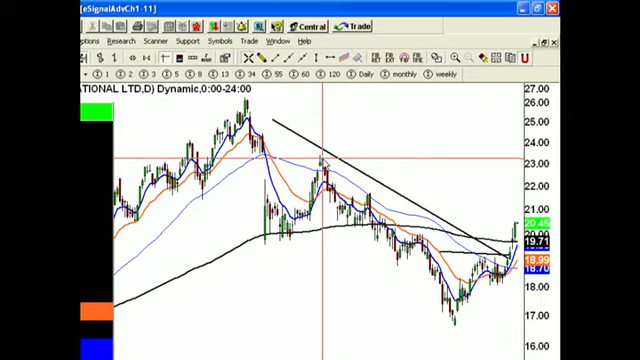 [eSignalAdvCh1-11]
Central
Trade
Options
Research
Subscribe
Symbols
Trade
Window
Help
1
3
5
8
13
34
55
60
120
Daily
monthly
weekly
ATIONAL LTD,D) Dynamic,0:00-24:00
27.00
26.00
25.00
24.00
23.00
22.00
21.00
20.46
19.71
18.99
18.70
18.00
17.00
16.00